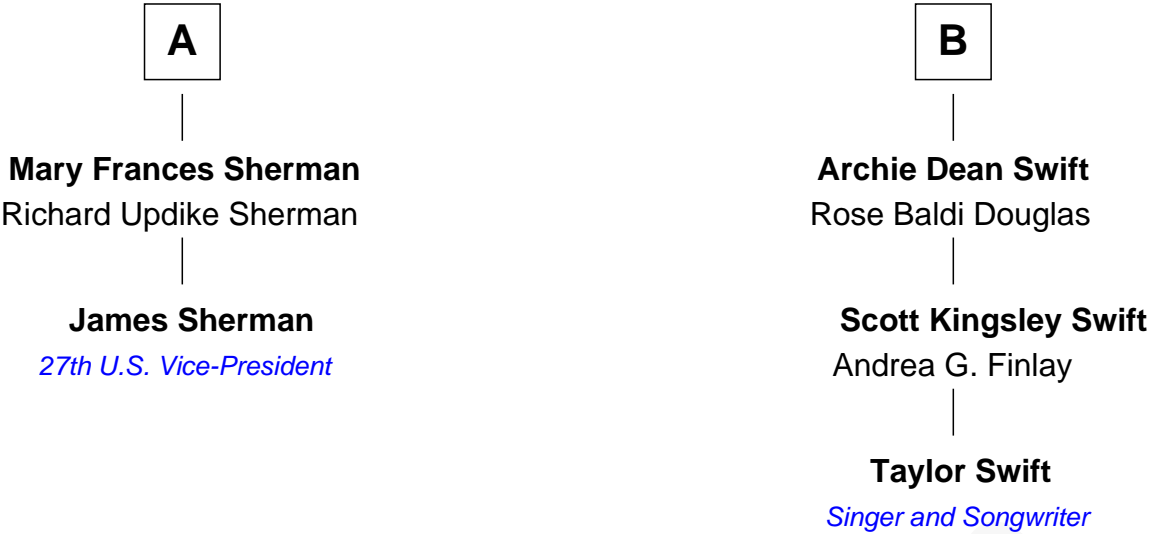 A
Mary Frances Sherman
Richard Updike Sherman
James Sherman
27th U.S. Vice-President
B
Archie Dean Swift
Rose Baldi Douglas
Scott Kingsley Swift
Andrea G. Finlay
Taylor Swift
Singer and Songwriter